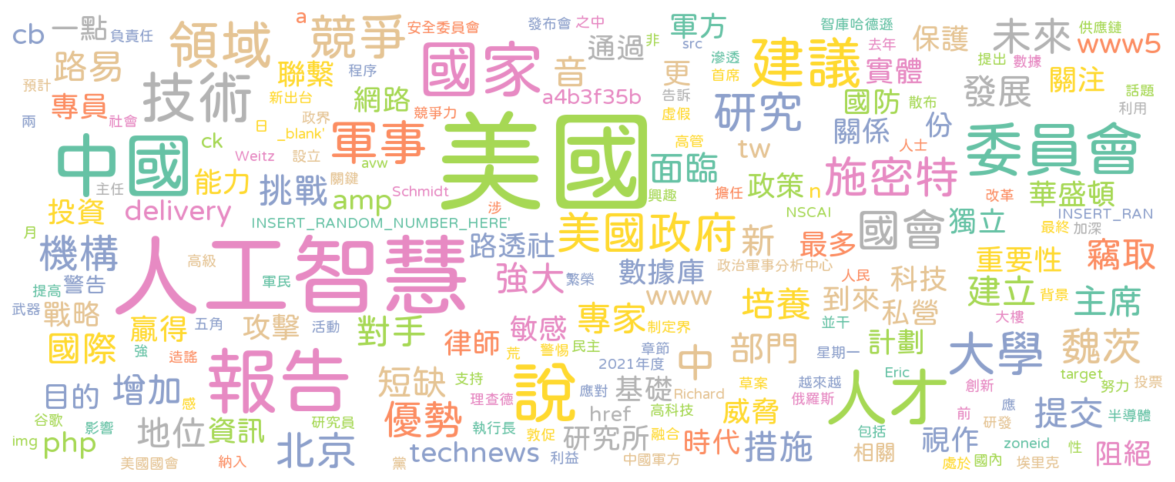 cb 一點 領域 競爭 a 安全委員會 發布會 之中 軍方 非 src 智庫哈德遜 去年 保護 未來 供應鏈 www5
負責任 路易 技術 聯繫 程序 國家 音 通過 更 滲透 首席 建議 實體 提出 數據 關注
預計 專員 新出台 網路 a4b3f35b 告訴 研究 國防 散布 發展 話題 利用
兩 社會 政界 競爭力 美國 虛假 關係 份 人士 委員會
日 _blank' 軍事 高管
中國 主任 ck Weitz 設立 avw 面臨 tw 施密特
能力 挑戰 關鍵 Schmidt 興趣 擔任 政策 n 改革 華盛頓
投資 delivery amp 涉 NSCAI 獨立 INSERT_RAN
月 機構 INSERT_RANDOM_NUMBER_HERE' 美國政府 新 最多 國會 最終 加深
人工智慧 高級 路透社 數據庫 政治軍事分析中心 重要性 竊取
警告 軍民 強大 繁榮 www 人民 科技 背景
武器 提高 戰略 到來 建立 主席
贏得 五角 攻擊 活動 對手 敏感 專家 制定界 培養 並干 私營 大樓
國際 強 造謠 律師 荒 警惕 民主 章節 中 部門 星期一 計劃 大學 魏茨
報告 短缺 說 2021年度 Eric
目的 增加 感 支持 理查德 應對 基礎 Richard 草案 越來越 俄羅斯 人才 創新 target 努力 投票
谷歌 影響 優勢 href 高科技 威脅 前 應 提交 半導體
img php 地位 資訊 研究員 執行長 敦促 研究所 融合 時代 措施 包括 視作 研發
美國國會 納入 北京 黨 technews 利益 中國軍方 相關 處於 國內 zoneid 埃里克 性 阻絕